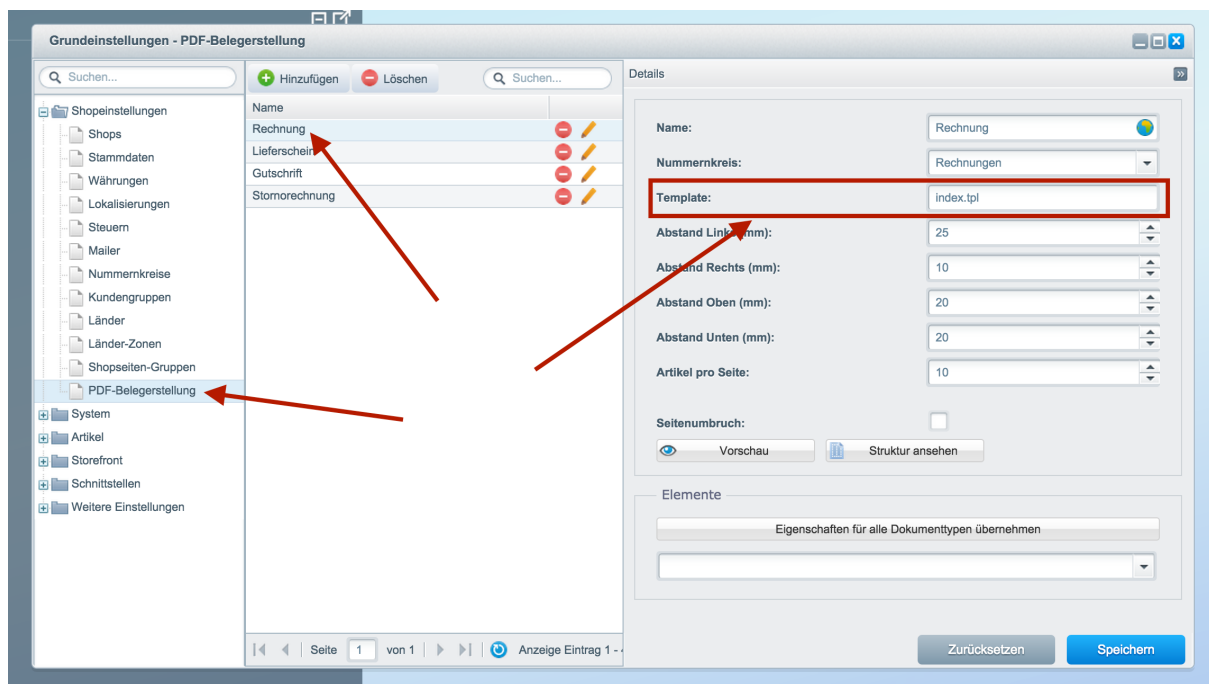 Grundeinstellungen - PDF-Belegerstellung
Suchen...
Shopeinstellungen
Shops
Stammdaten
Währungen
Lokalisierungen
Steuern
Mailer
Nummernkreise
Kundengruppen
Länder
Länder-Zonen
Shopseiten-Gruppen
PDF-Belegerstellung
System
Artikel
Storefront
Schnittstellen
Weitere Einstellungen
Hinzufügen
Löschen
Suchen...
Name
Rechnung
Lieferschein
Gutschrift
Stornorechnung
Seite 1 von 1
Anzeige Eintrag 1 -
Details
Name: Rechnung
Nummernkreis: Rechnungen
Template: index.tpl
Abstand Links (mm): 25
Abstand Rechts (mm): 10
Abstand Oben (mm): 20
Abstand Unten (mm): 20
Artikel pro Seite: 10
Seitenumbruch:
Vorschau
Struktur ansehen
Elemente
Eigenschaften für alle Dokumenttypen übernehmen
Zurücksetzen
Speichern